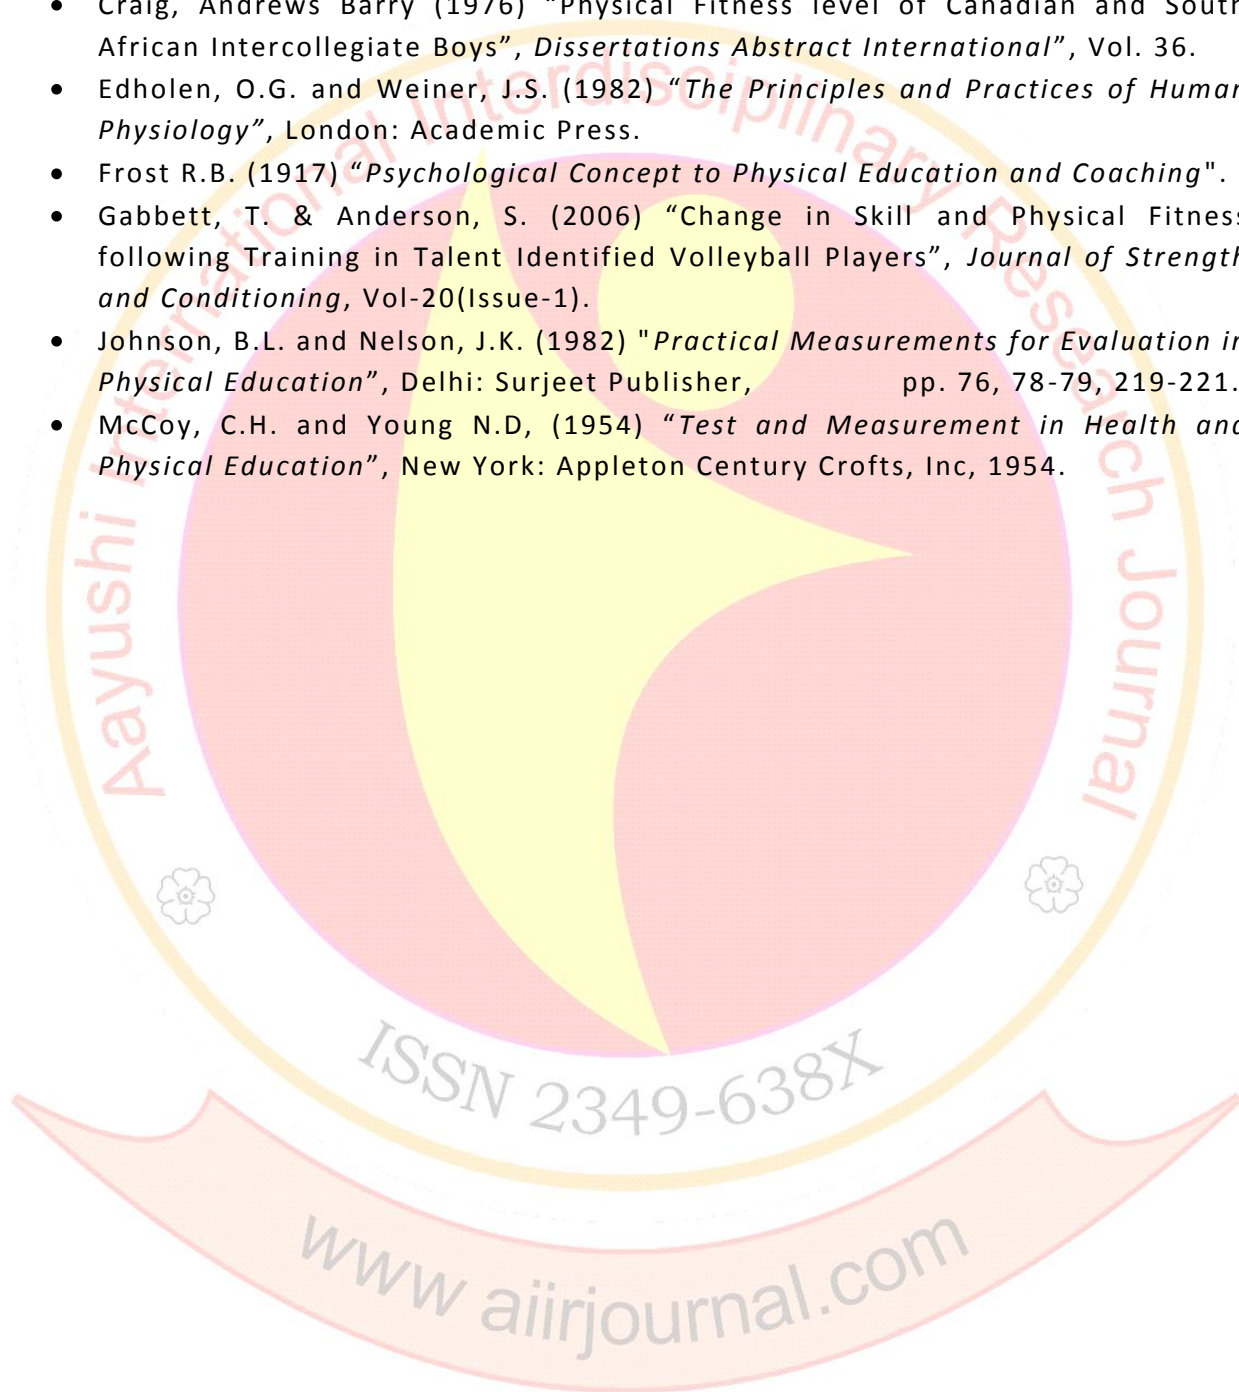 • Craig, Andrews Barry (1976) “Physical Fitness level of Canadian and South
African Intercollegiate Boys”, Dissertations Abstract International”, Vol. 36.
• Edholen, O.G. and Weiner, J.S. (1982) “The Principles and Practices of Human
Physiology”, London: Academic Press.
• Frost R.B. (1917) “Psychological Concept to Physical Education and Coaching".
• Gabbett, T. & Anderson, S. (2006) “Change in Skill and Physical Fitness
following Training in Talent Identified Volleyball Players”, Journal of Strength
and Conditioning, Vol-20(Issue-1).
• Johnson, B.L. and Nelson, J.K. (1982) "Practical Measurements for Evaluation in
Physical Education”, Delhi: Surjeet Publisher, pp. 76, 78-79, 219-221.
• McCoy, C.H. and Young N.D, (1954) “Test and Measurement in Health and
Physical Education”, New York: Appleton Century Crofts, Inc, 1954.
Aayushi International Interdisciplinary Research Journal
ISSN 2349-638X
www aiirjournal.com